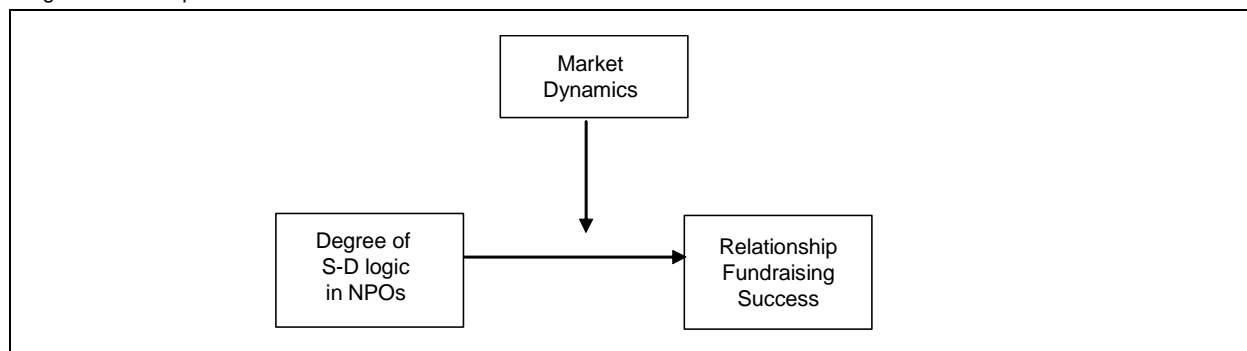 Market
Dynamics
Degree of
S-D logic
in NPOs
Relationship
Fundraising
Success